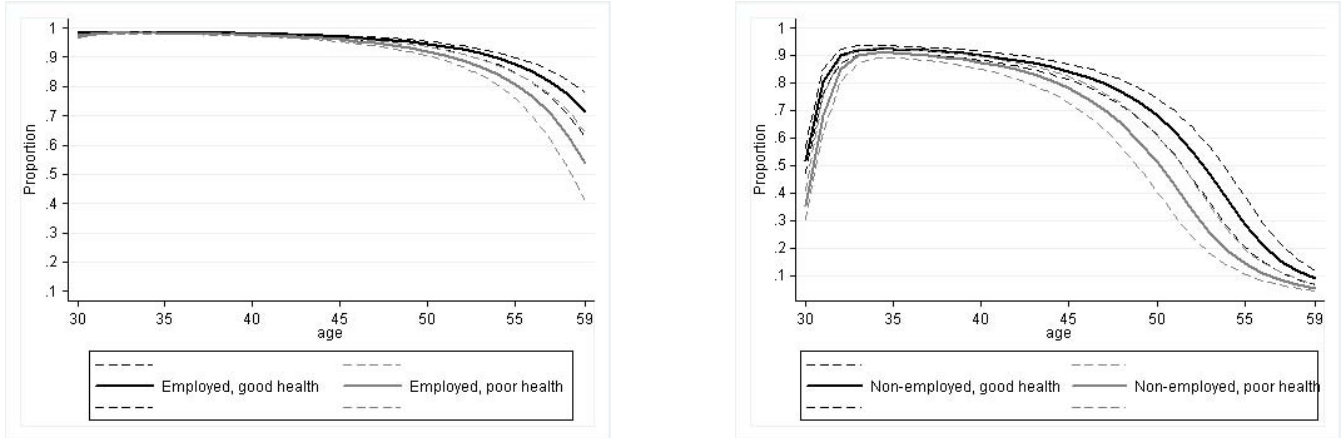 Proportion
1
.9
.8
.7
.6
.5
.4
.3
.2
.1
30 35 40 45 50 55 59
age
Employed, good health Employed, poor health
Proportion
1
.9
.8
.7
.6
.5
.4
.3
.2
.1
30 35 40 45 50 55 59
age
Non-employed, good health Non-employed, poor health